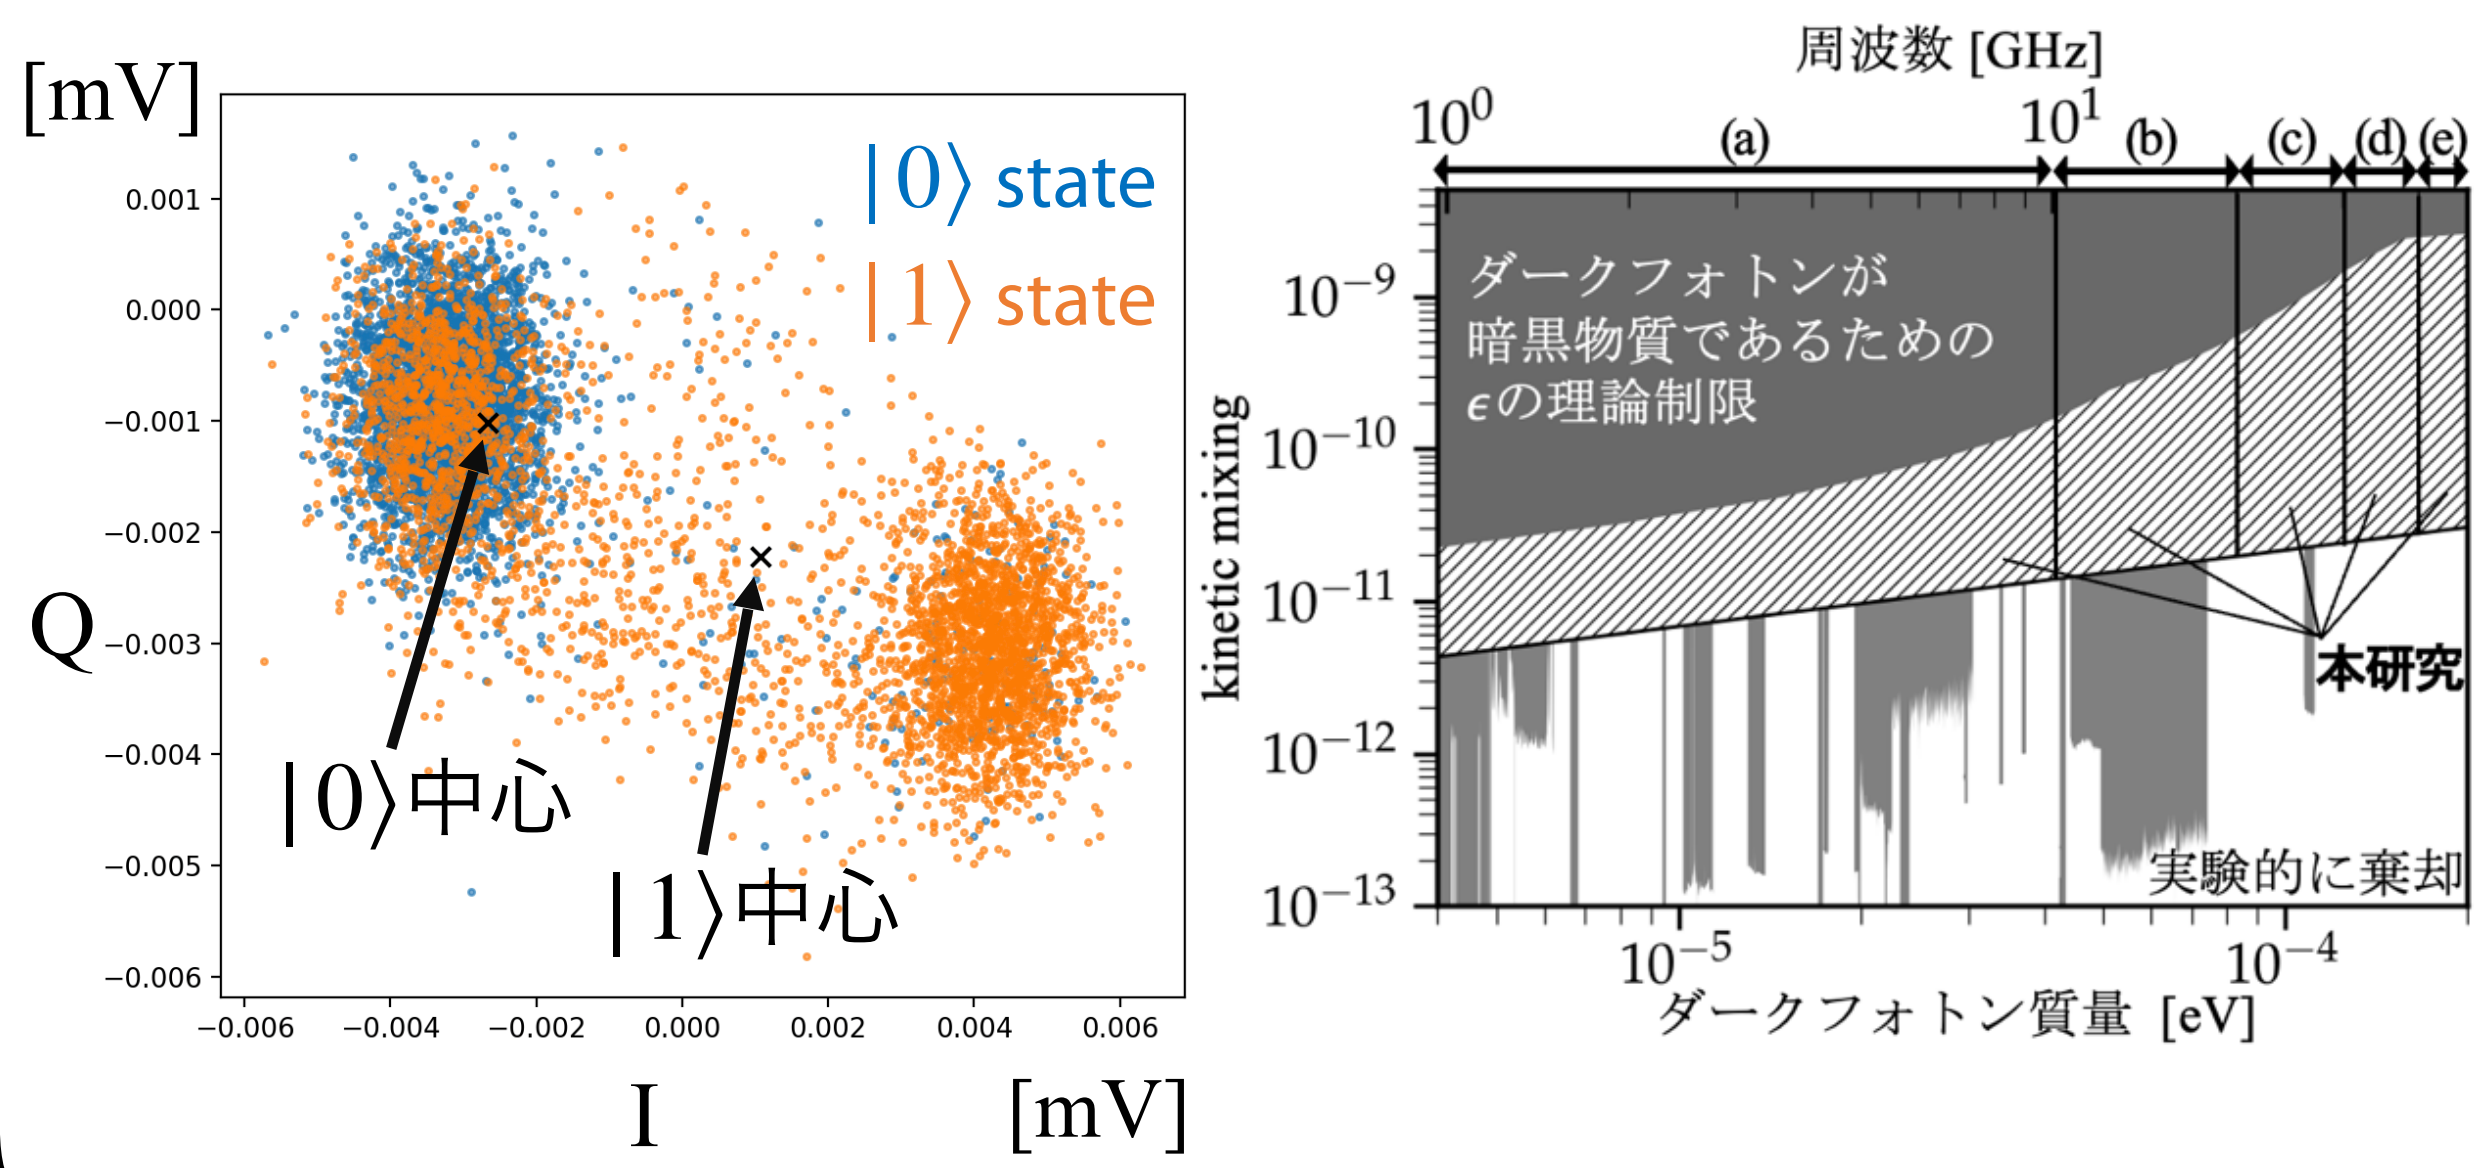 [mV]
|0⟩ state
|1⟩ state
0.001
0.000
−0.001
−0.002
−0.003
−0.004
−0.005
−0.006
Q
|0⟩中心
|1⟩中心
−0.006 −0.004 −0.002 0.000 0.002 0.004 0.006
I [mV]
周波数 [GHz]
10⁰ 10¹
(a) (b) (c) (d) (e)
ダークフォトンが
暗黒物質であるための
ϵの理論制限
kinetic mixing
10⁻⁹
10⁻¹⁰
10⁻¹¹
10⁻¹²
10⁻¹³
本研究
実験的に棄却
10⁻⁵ 10⁻⁴
ダークフォトン質量 [eV]